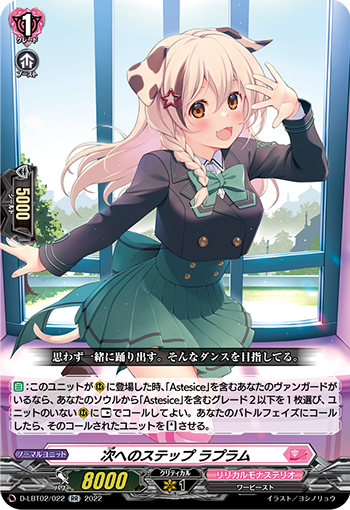 1
グレード
ブースト
5000
シールド
思わず一緒に踊り出す。そんなダンスを目指してる。
自:このユニットがRに登場した時、「Astesice」を含むあなたのヴァンガードが
いるなら、あなたのソウルから「Astesice」を含むグレード2以下を1枚選び、ユ
ニットのいないRにコールしてよい。あなたのバトルフェイズにコール
したら、そのコールされたユニットを
させる。
ノーマルユニット
次へのステップ ラプラム
リリカルモナステリオ
パワー
8000
クリティカル
1
ワービースト
D-LBT02/022 RR 2022
イラスト/ヨシノリョウ